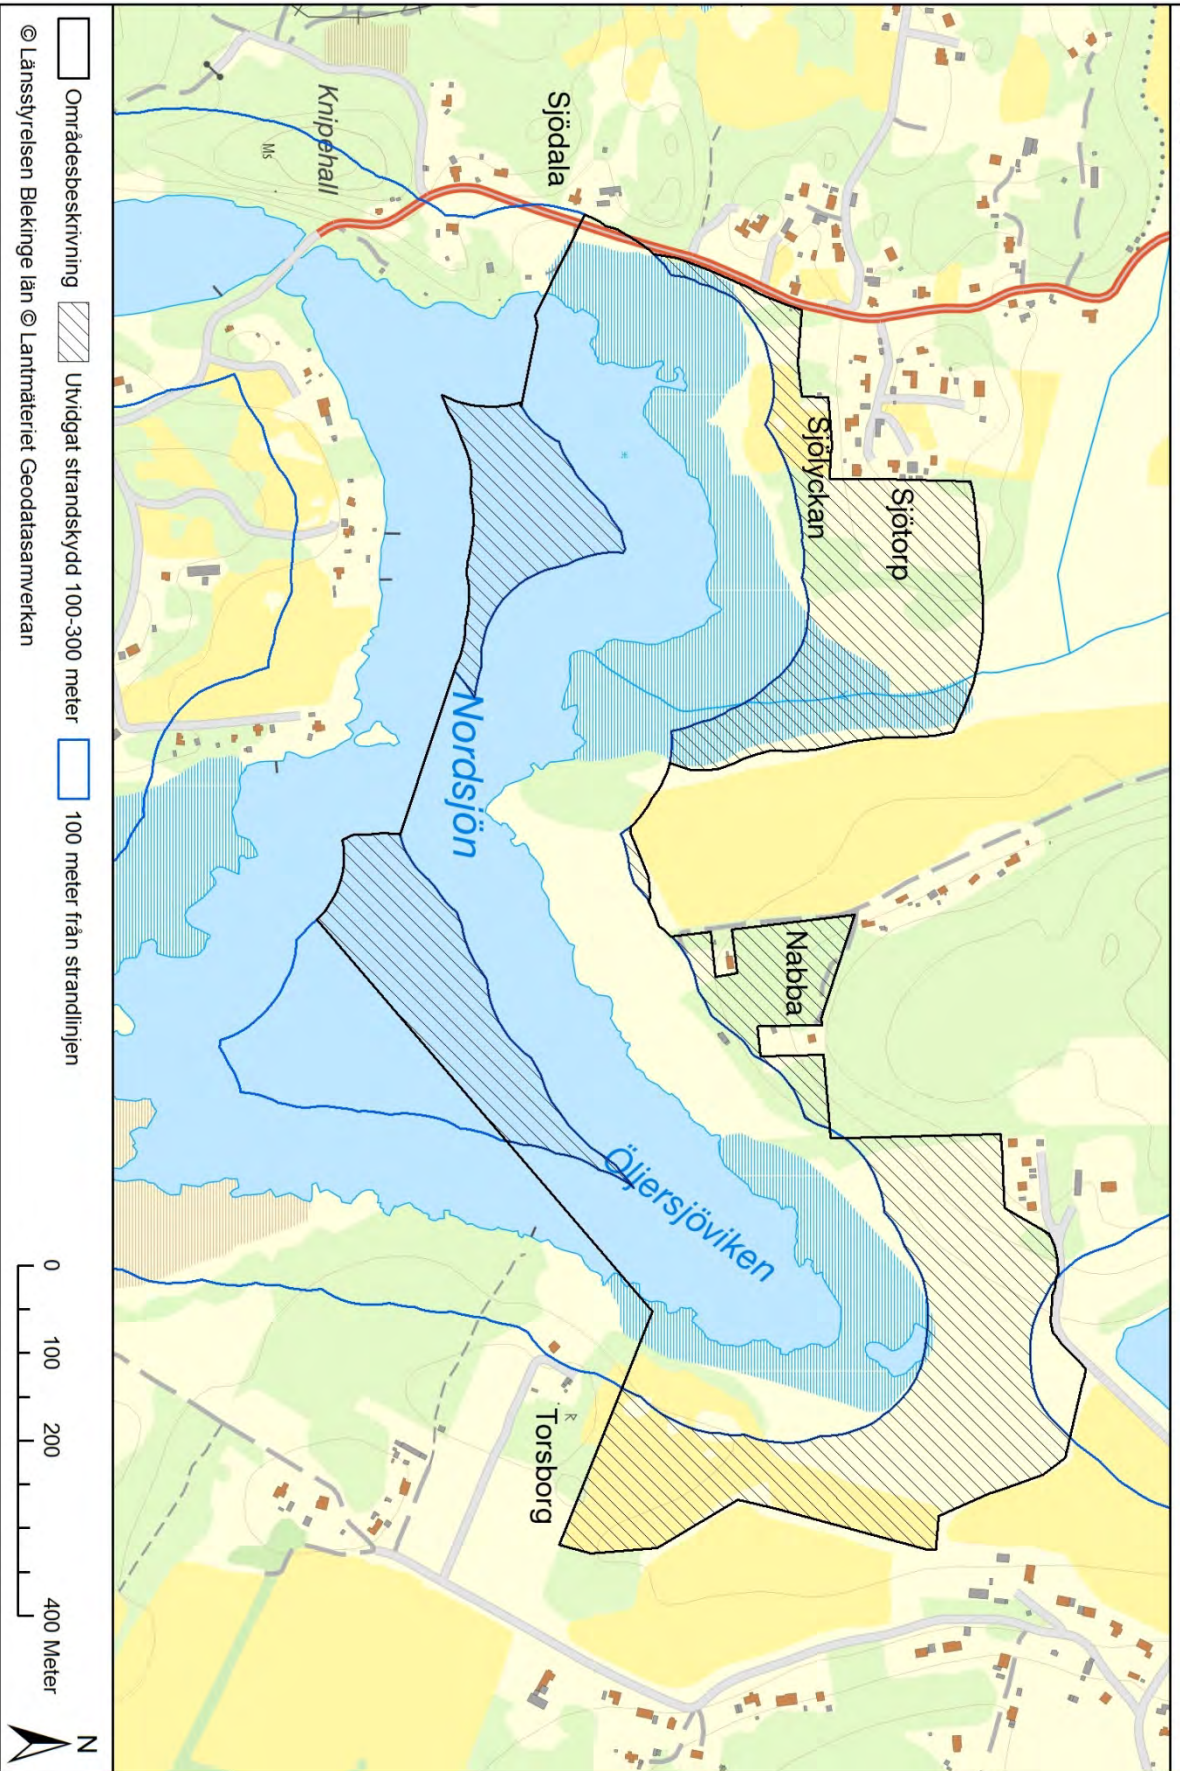 Sjödala
Knipehall
Ms
Sjölyckan
Sjötorp
Nordsjön
Nabba
Öljersjöviken
Torsborg
R
Områdesbeskrivning
Utvidgat strandskydd 100-300 meter
100 meter från strandlinjen
© Länsstyrelsen Blekinge län © Lantmäteriet Geodatasamverkan
0 100 200 400 Meter
N